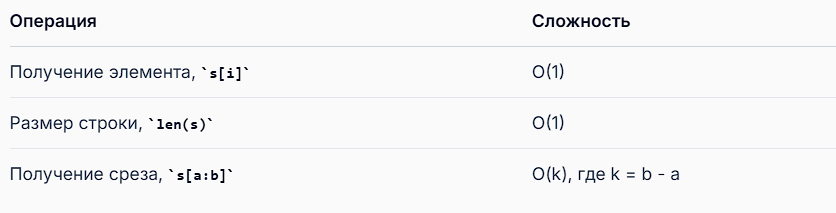 Операция Сложность
Получение элемента, `s[i]` O(1)
Размер строки, `len(s)` O(1)
Получение среза, `s[a:b]` O(k), где k = b - a